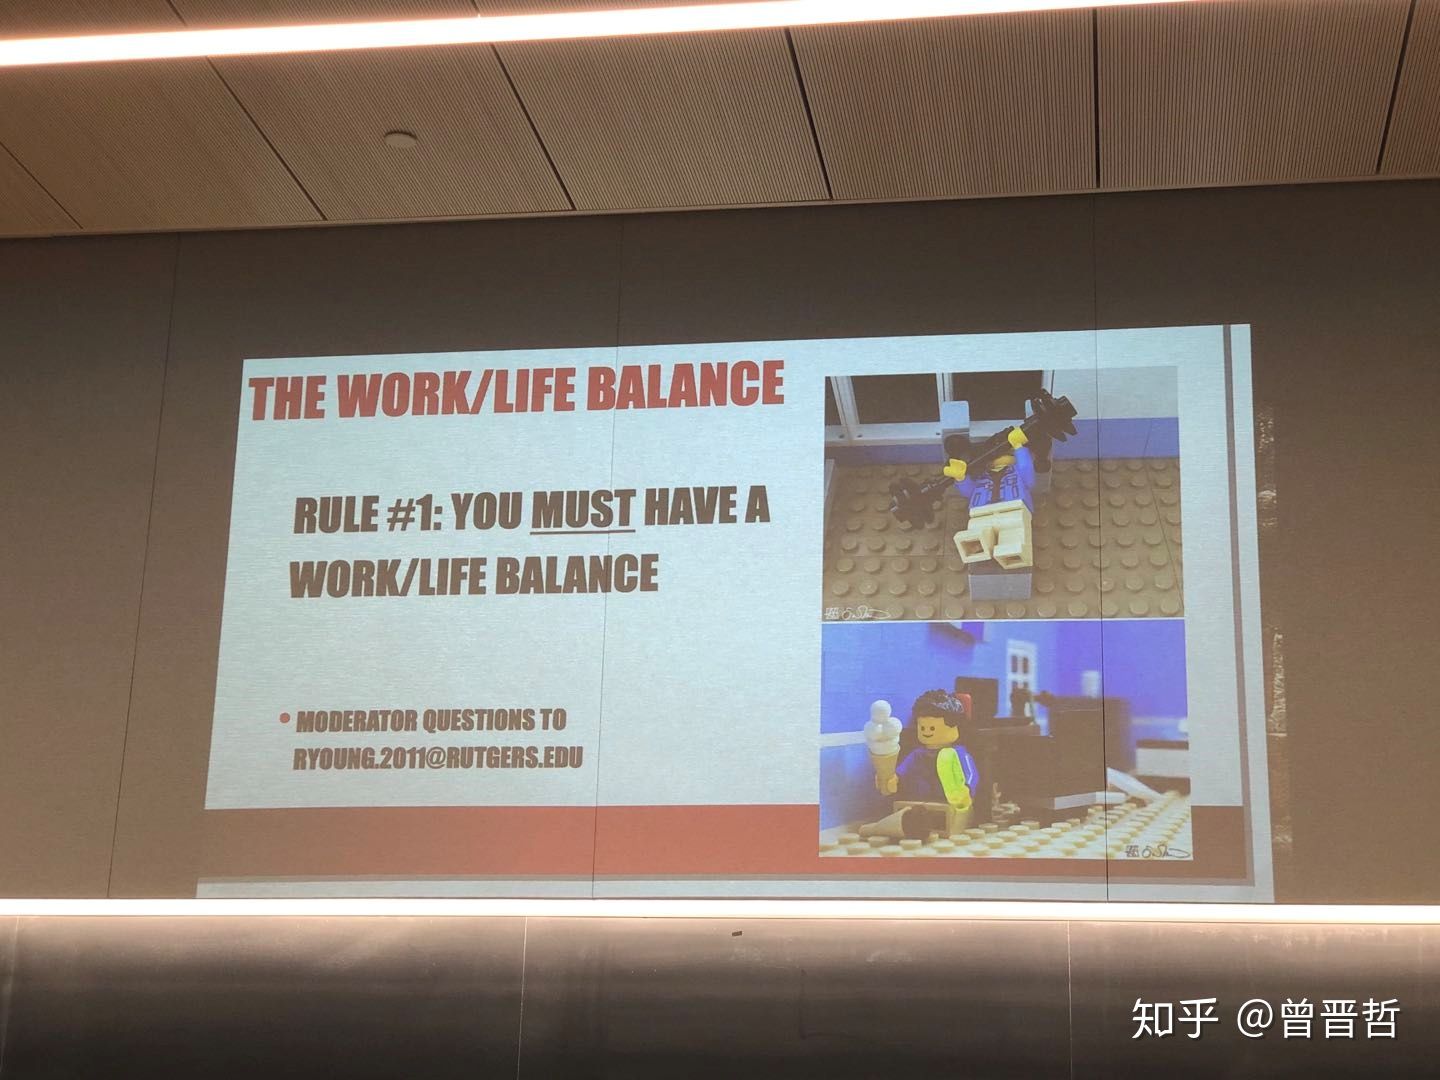 THE WORK/LIFE BALANCE
RULE #1: YOU MUST HAVE A
WORK/LIFE BALANCE
• MODERATOR QUESTIONS TO
RYOUNG.2011@RUTGERS.EDU
知乎 @曾晋哲